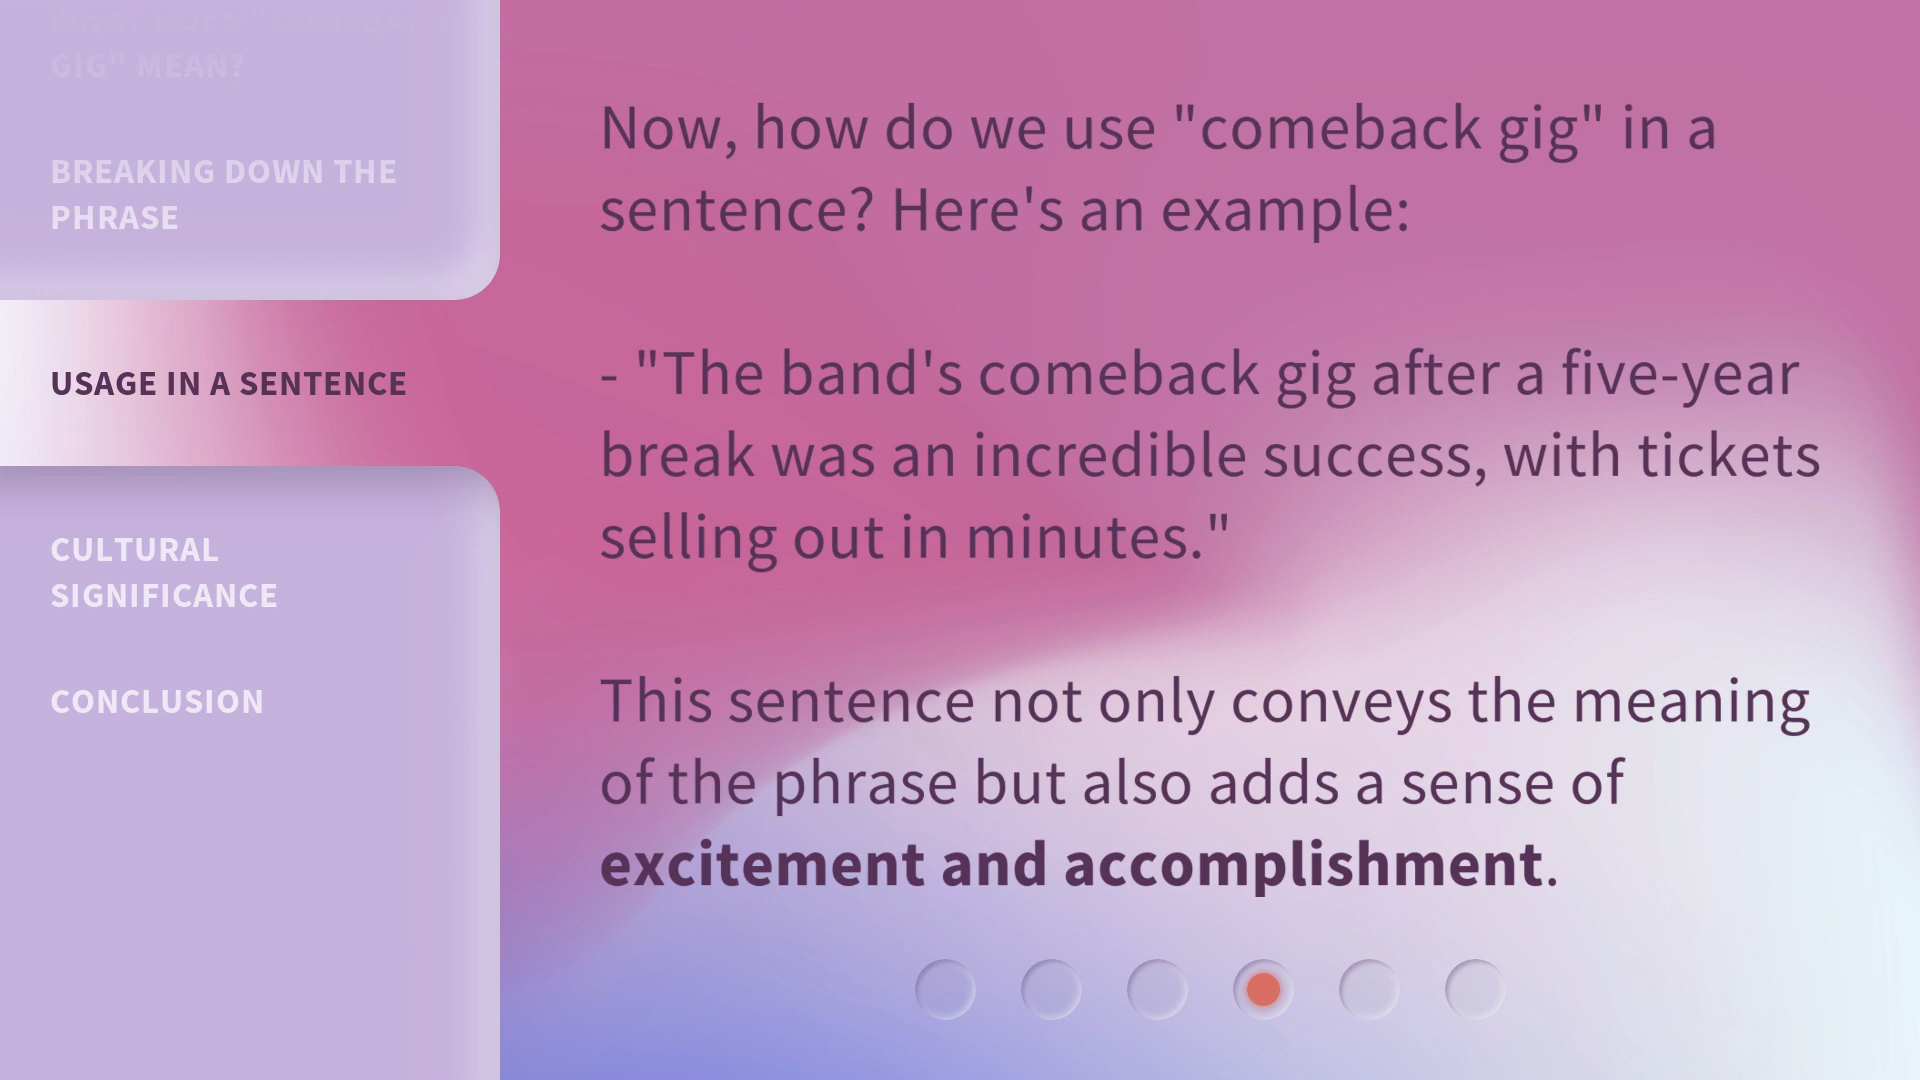 WHAT DOES "COMEBACK
GIG" MEAN?
BREAKING DOWN THE
PHRASE
USAGE IN A SENTENCE
CULTURAL
SIGNIFICANCE
CONCLUSION
Now, how do we use "comeback gig" in a
sentence? Here's an example:
- "The band's comeback gig after a five-year
break was an incredible success, with tickets
selling out in minutes."
This sentence not only conveys the meaning
of the phrase but also adds a sense of
excitement and accomplishment.